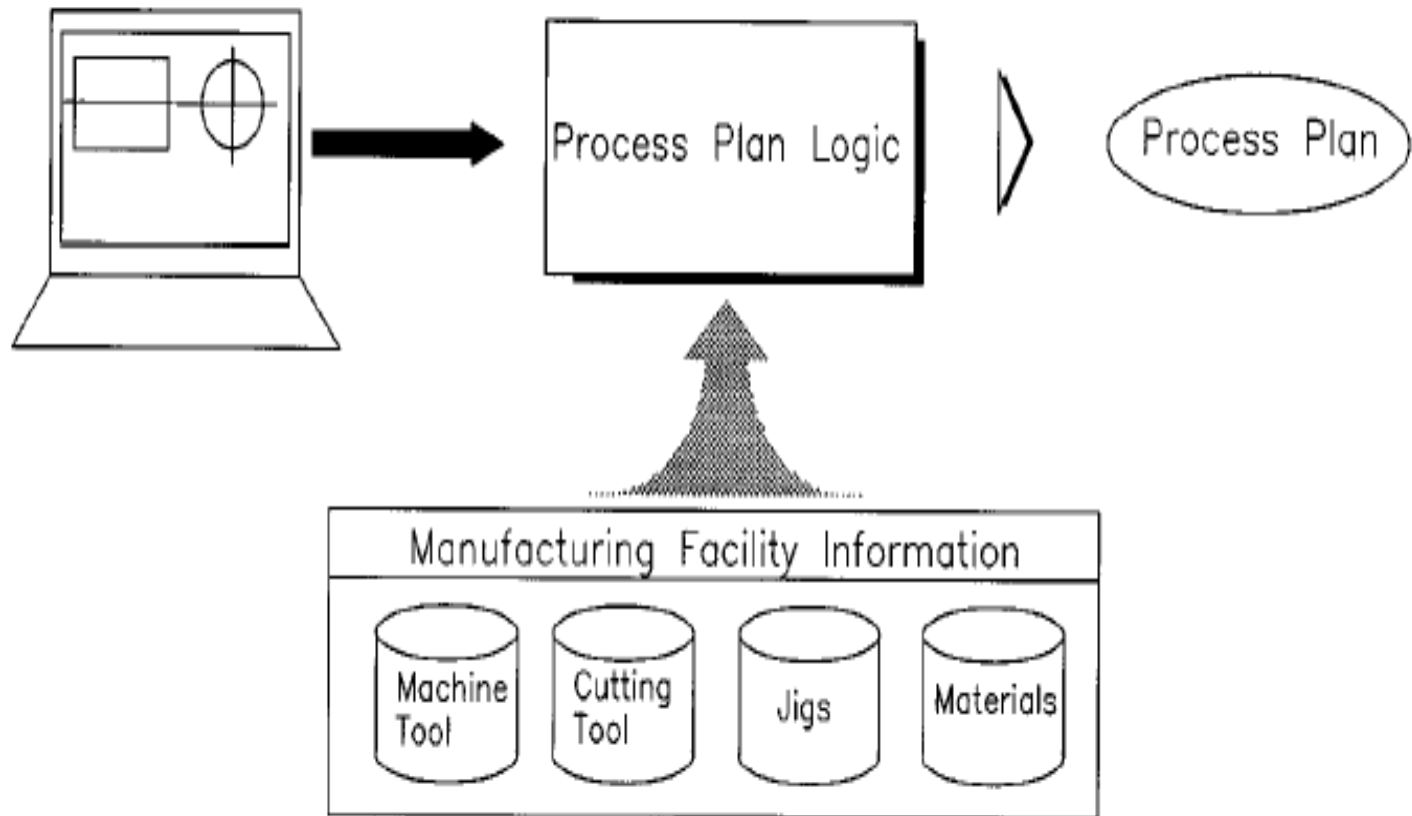 Process Plan Logic
Process Plan
Manufacturing Facility Information
Machine
Tool
Cutting
Tool
Jigs
Materials